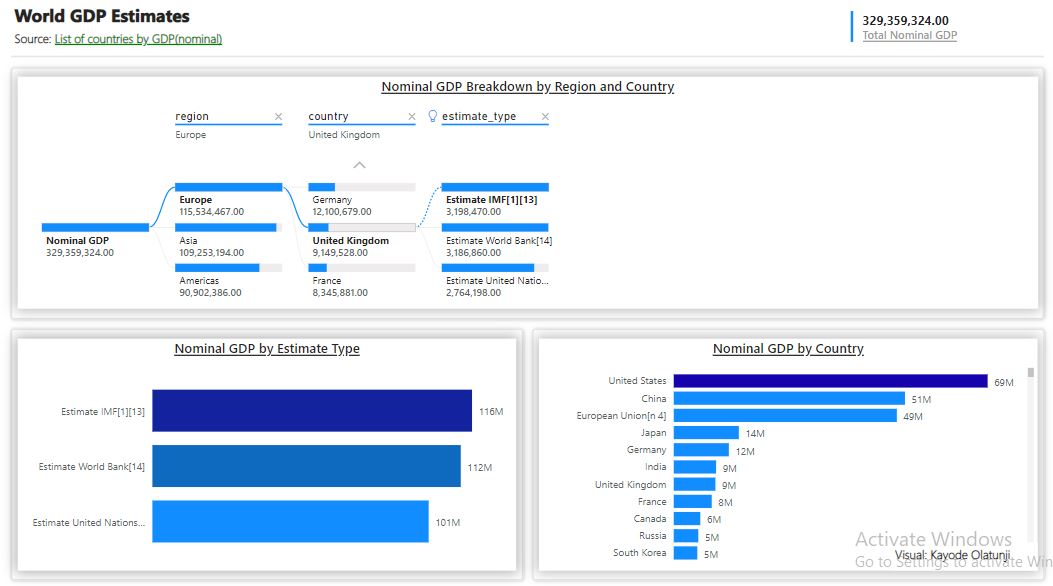 World GDP Estimates
Source: List of countries by GDP(nominal)
329,359,324.00
Total Nominal GDP
Nominal GDP Breakdown by Region and Country
region
Europe
country
United Kingdom
estimate_type
Nominal GDP
329,359,324.00
Europe
115,534,467.00
Asia
109,253,194.00
Americas
90,902,386.00
Germany
12,100,679.00
United Kingdom
9,149,528.00
France
8,345,881.00
Estimate IMF[1][13]
3,198,470.00
Estimate World Bank[14]
3,186,860.00
Estimate United Natio...
2,764,198.00
Nominal GDP by Estimate Type
Estimate IMF[1][13] 116M
Estimate World Bank[14] 112M
Estimate United Nations... 101M
Nominal GDP by Country
United States 69M
China 51M
European Union[n 4] 49M
Japan 14M
Germany 12M
India 9M
United Kingdom 9M
France 8M
Canada 6M
Russia 5M
South Korea 5M
Activate Windows
Visual: Kayode Olatunji
Go to Settings to activate Win